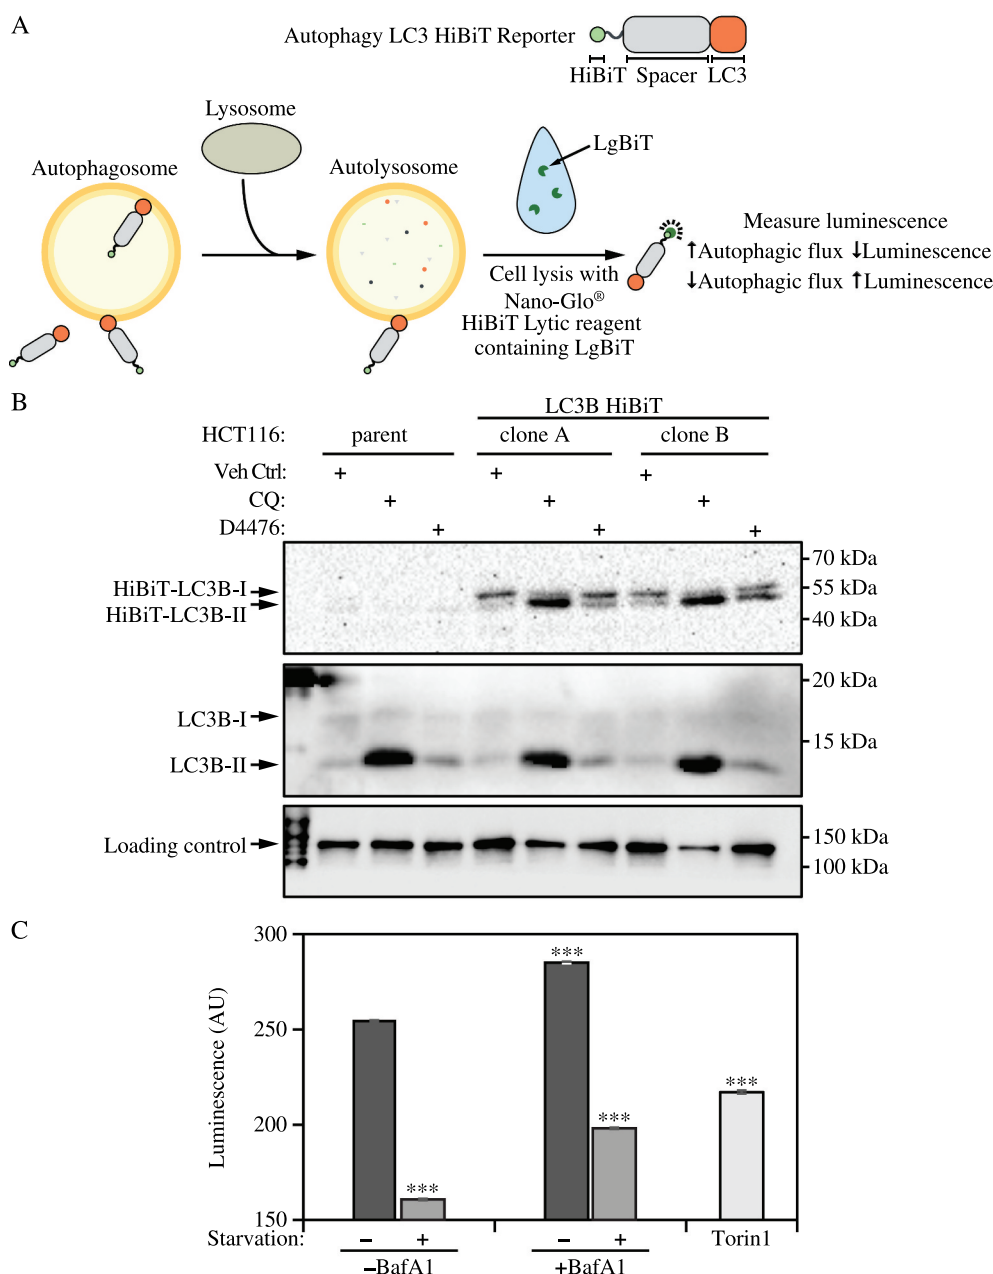 A
Autophagy LC3 HiBiT Reporter
HiBiT Spacer LC3
Lysosome
LgBiT
Autophagosome
Autolysosome
Measure luminescence
↑Autophagic flux ↓Luminescence
↓Autophagic flux ↑Luminescence
Cell lysis with
Nano-Glo®
HiBiT Lytic reagent
containing LgBiT
B
LC3B HiBiT
HCT116: parent clone A clone B
Veh Ctrl: + + +
CQ: + + +
D4476: + + +
70 kDa
HiBiT-LC3B-I
55 kDa
HiBiT-LC3B-II
40 kDa
20 kDa
LC3B-I
15 kDa
LC3B-II
Loading control
150 kDa
100 kDa
C
300
250
200
150
Luminescence (AU)
***
***
***
***
Starvation: – + – + Torin1
–BafA1 +BafA1